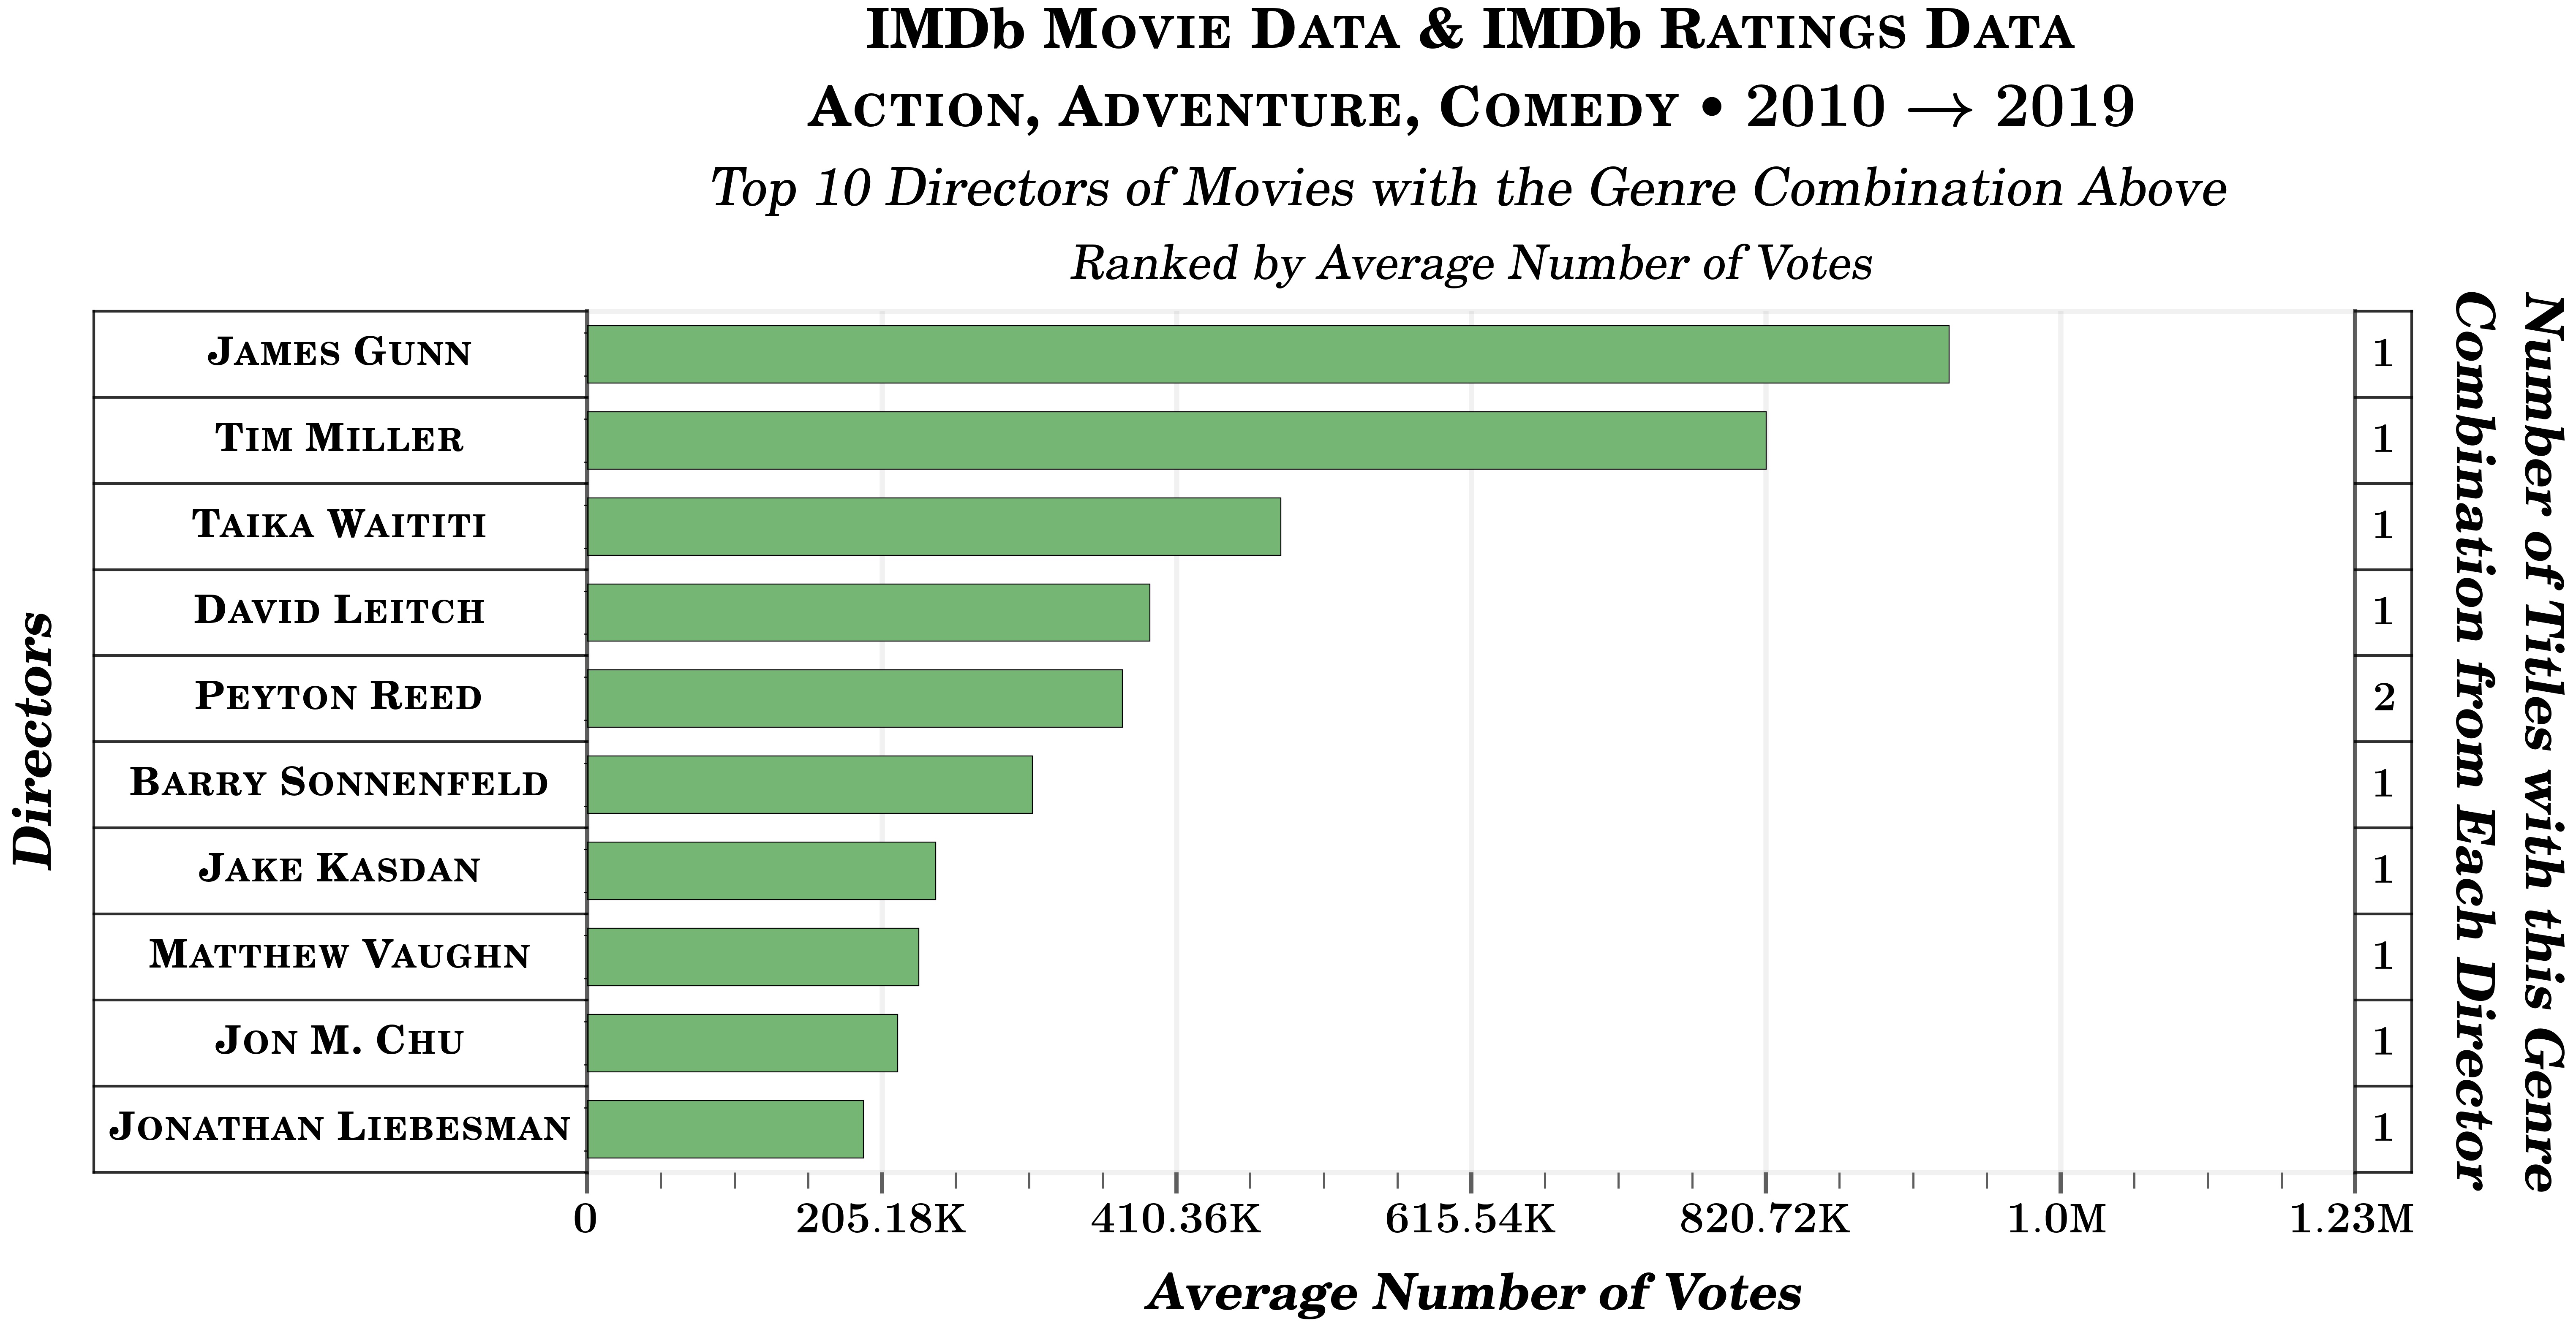 IMDb Movie Data & IMDb Ratings Data
Action, Adventure, Comedy • 2010 → 2019
Top 10 Directors of Movies with the Genre Combination Above
Ranked by Average Number of Votes
Directors
James Gunn 1
Tim Miller 1
Taika Waititi 1
David Leitch 1
Peyton Reed 2
Barry Sonnenfeld 1
Jake Kasdan 1
Matthew Vaughn 1
Jon M. Chu 1
Jonathan Liebesman 1
0 205.18K 410.36K 615.54K 820.72K 1.0M 1.23M
Average Number of Votes
Number of Titles with this Genre
Combination from Each Director